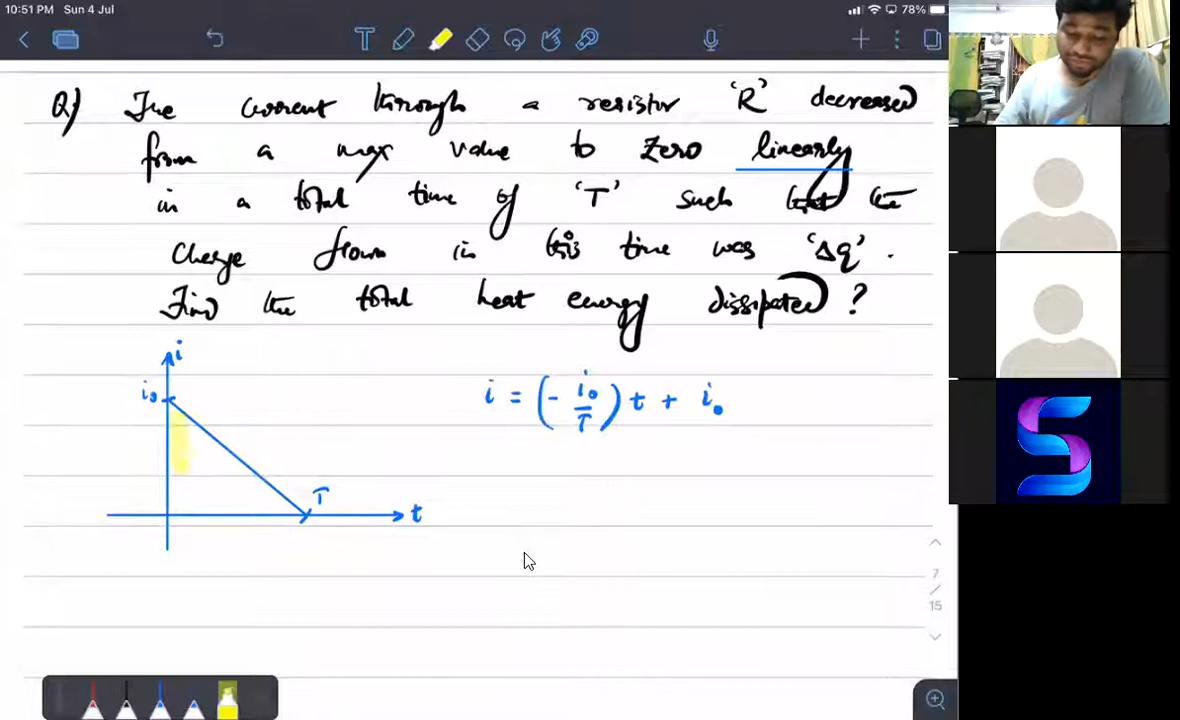 10:51 PM Sun 4 Jul
78%
Q) The current through a resistor 'R' decreased
from a max value to zero linearly
in a total time of 'T' such that the
charge flown in this time was 'Δq'.
Find the total heat energy dissipated ?
i
i₀
i = (- i₀/T) t + i₀
T
t
7
/
15